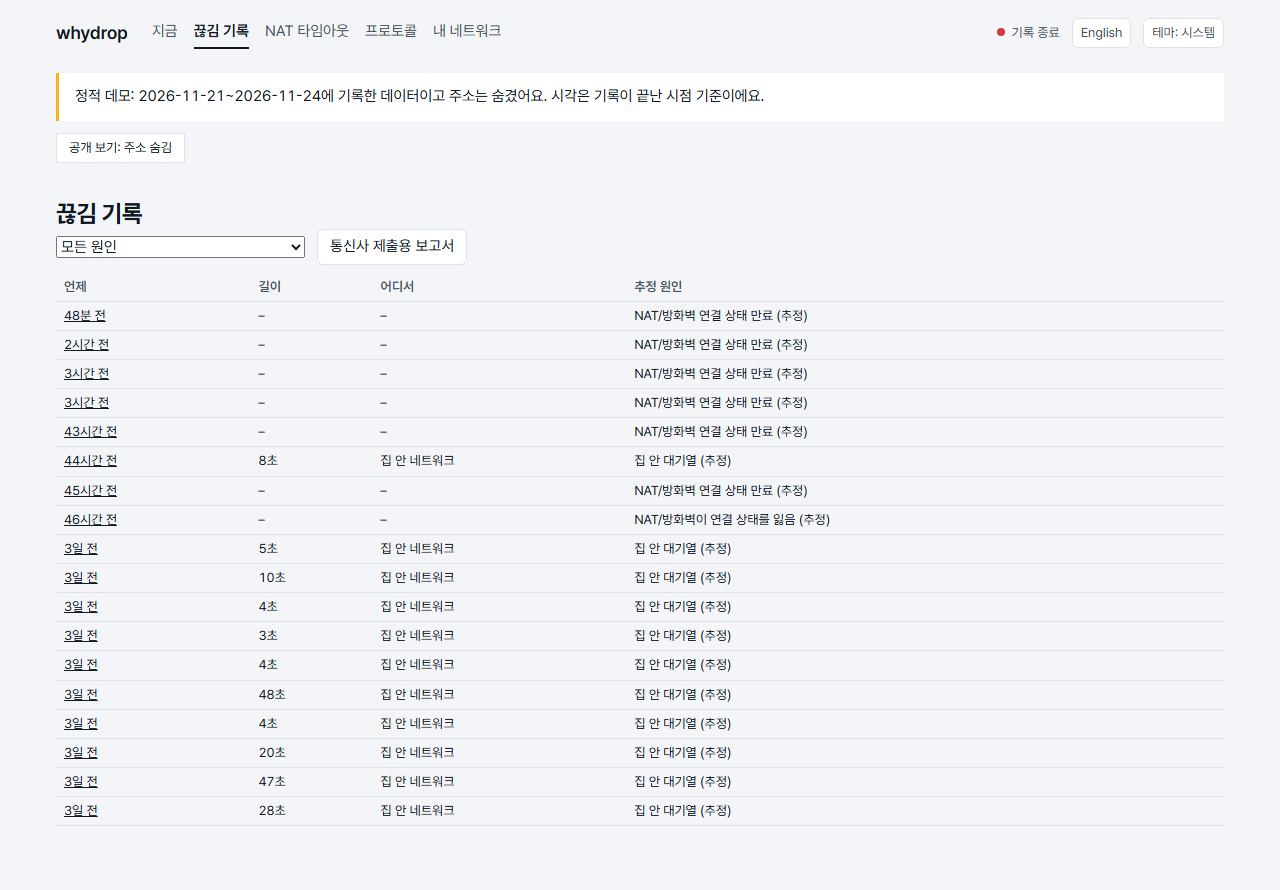 whydrop 지금 끊김 기록 NAT 타임아웃 프로토콜 내 네트워크 기록 종료 English 테마: 시스템
정적 데모: 2026-11-21~2026-11-24에 기록한 데이터이고 주소는 숨겼어요. 시각은 기록이 끝난 시점 기준이에요.
공개 보기: 주소 숨김
끊김 기록
모든 원인 통신사 제출용 보고서
언제 길이 어디서 추정 원인
48분 전 – – NAT/방화벽 연결 상태 만료 (추정)
2시간 전 – – NAT/방화벽 연결 상태 만료 (추정)
3시간 전 – – NAT/방화벽 연결 상태 만료 (추정)
3시간 전 – – NAT/방화벽 연결 상태 만료 (추정)
43시간 전 – – NAT/방화벽 연결 상태 만료 (추정)
44시간 전 8초 집 안 네트워크 집 안 대기열 (추정)
45시간 전 – – NAT/방화벽 연결 상태 만료 (추정)
46시간 전 – – NAT/방화벽이 연결 상태를 잃음 (추정)
3일 전 5초 집 안 네트워크 집 안 대기열 (추정)
3일 전 10초 집 안 네트워크 집 안 대기열 (추정)
3일 전 4초 집 안 네트워크 집 안 대기열 (추정)
3일 전 3초 집 안 네트워크 집 안 대기열 (추정)
3일 전 4초 집 안 네트워크 집 안 대기열 (추정)
3일 전 48초 집 안 네트워크 집 안 대기열 (추정)
3일 전 4초 집 안 네트워크 집 안 대기열 (추정)
3일 전 20초 집 안 네트워크 집 안 대기열 (추정)
3일 전 47초 집 안 네트워크 집 안 대기열 (추정)
3일 전 28초 집 안 네트워크 집 안 대기열 (추정)